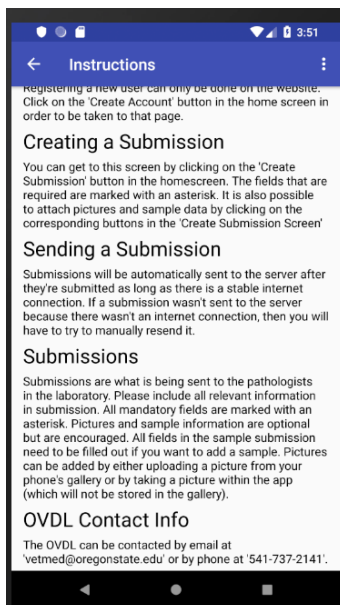 3:51
Instructions
Registering a new user can only be done on the website.
Click on the 'Create Account' button in the home screen in
order to be taken to that page.
Creating a Submission
You can get to this screen by clicking on the 'Create
Submission' button in the homescreen. The fields that are
required are marked with an asterisk. It is also possible
to attach pictures and sample data by clicking on the
corresponding buttons in the 'Create Submission Screen'
Sending a Submission
Submissions will be automatically sent to the server after
they're submitted as long as there is a stable internet
connection. If a submission wasn't sent to the server
because there wasn't an internet connection, then you will
have to try to manually resend it.
Submissions
Submissions are what is being sent to the pathologists
in the laboratory. Please include all relevant information
in submission. All mandatory fields are marked with an
asterisk. Pictures and sample information are optional
but are encouraged. All fields in the sample submission
need to be filled out if you want to add a sample. Pictures
can be added by either uploading a picture from your
phone's gallery or by taking a picture within the app
(which will not be stored in the gallery).
OVDL Contact Info
The OVDL can be contacted by email at
'vetmed@oregonstate.edu' or by phone at '541-737-2141'.